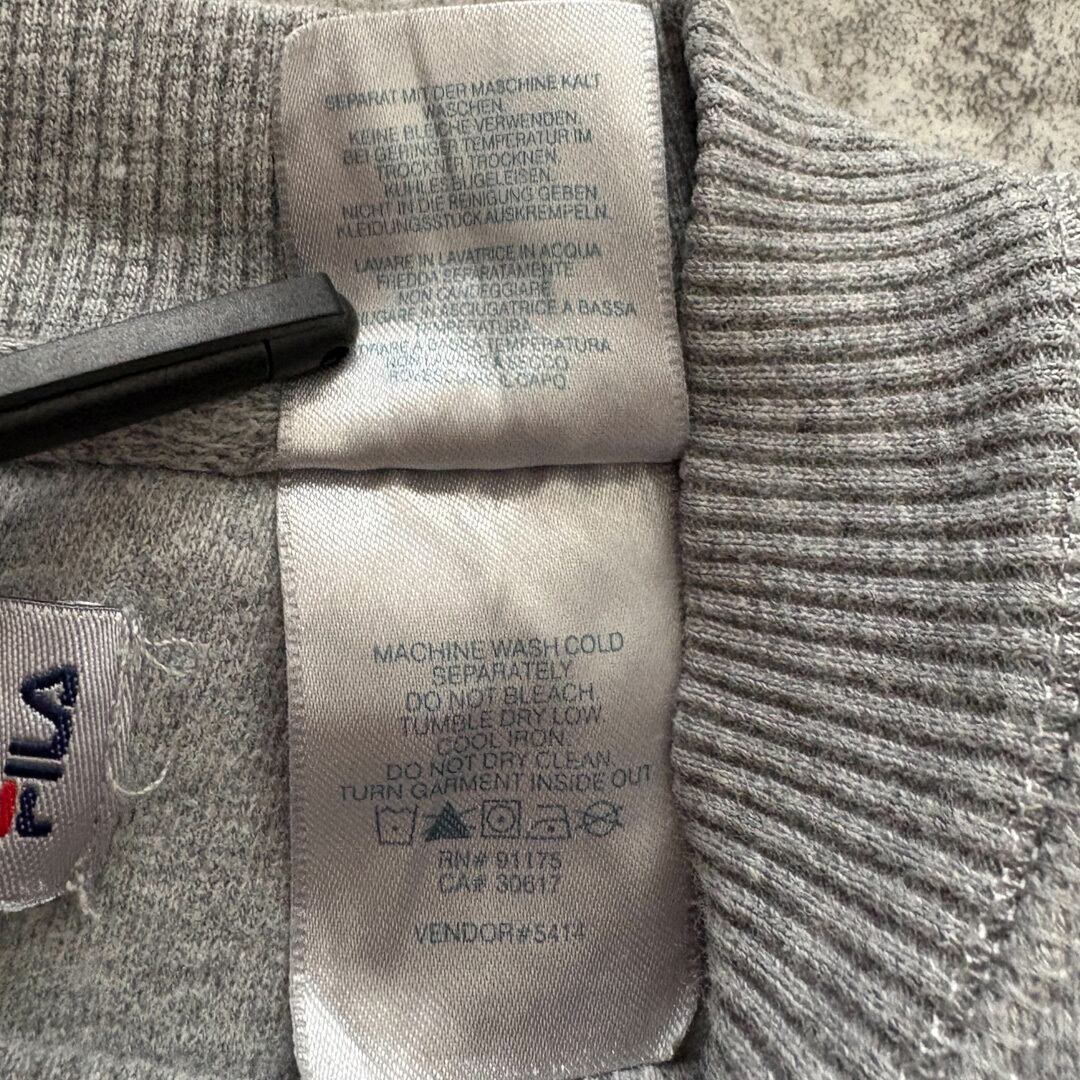 SEPARAT MIT DER MASCHINE KALT
WASCHEN.
KEINE BLEICHE VERWENDEN.
BEI GERINGER TEMPERATUR IM
TROCKNER TROCKNEN.
KÜHLES BÜGELEISEN.
NICHT IN DIE REINIGUNG GEBEN.
KLEIDUNGSSTÜCK AUSKREMPELN.
LAVARE IN LAVATRICE IN ACQUA
FREDDA SEPARATAMENTE
NON CANDEGGIARE
IN ASCIUGATRICE A BASSA
TEMPERATURA
A BASSA TEMPERATURA
CAPO
FILA
MACHINE WASH COLD
SEPARATELY.
DO NOT BLEACH.
TUMBLE DRY LOW.
COOL IRON.
DO NOT DRY CLEAN.
TURN GARMENT INSIDE OUT
RN# 91175
CA# 30617
VENDOR#5414